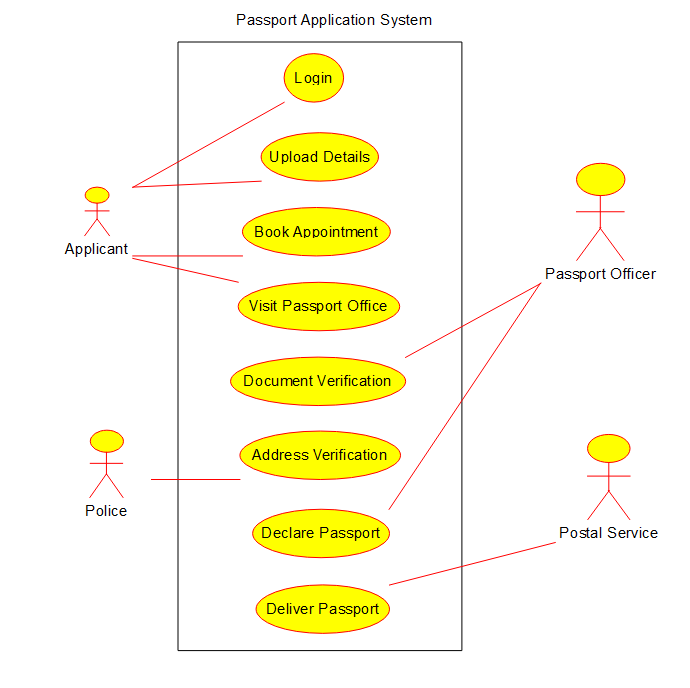 Passport Application System
Login
Upload Details
Book Appointment
Applicant
Visit Passport Office
Passport Officer
Document Verification
Address Verification
Police
Declare Passport
Postal Service
Deliver Passport